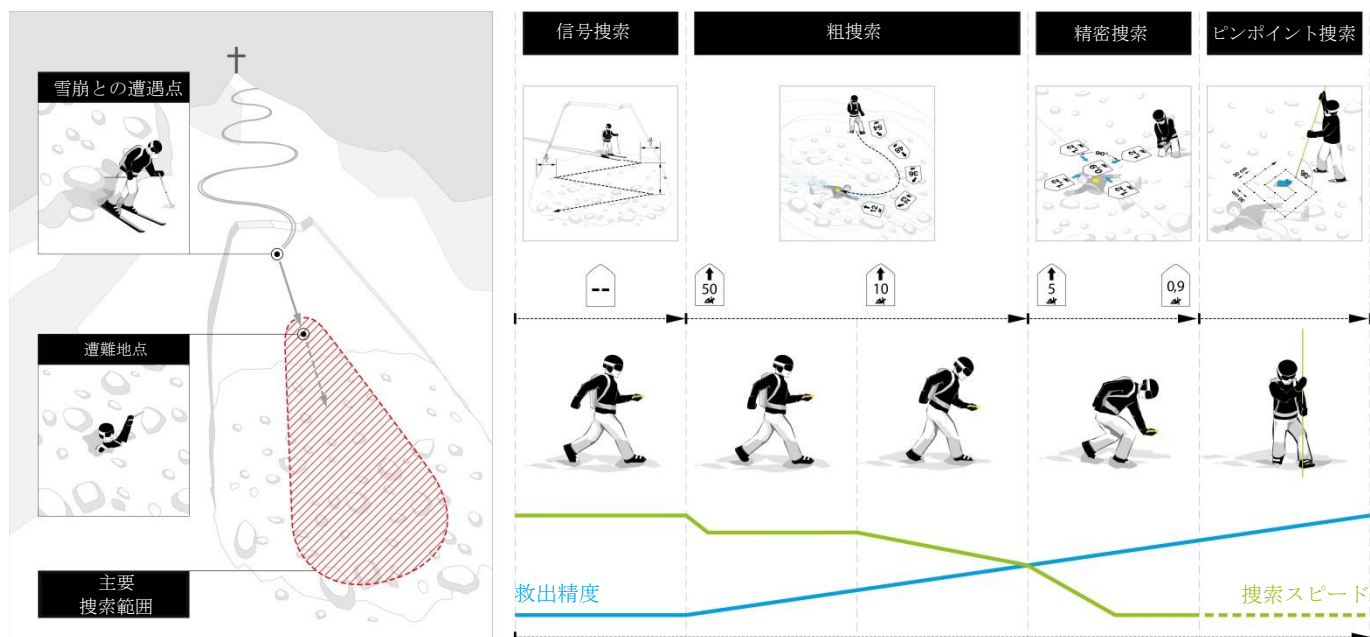 雪崩との遭遇点
遭難地点
主要
捜索範囲
信号捜索
粗捜索
精密捜索
ピンポイント捜索
--
50
10
5
0,9
救出精度
捜索スピード